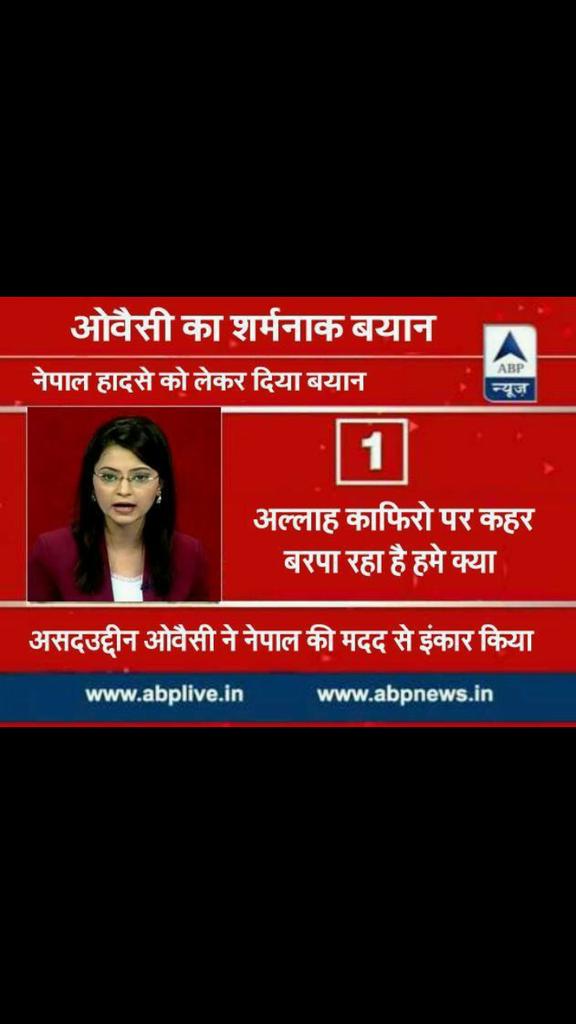 ओवैसी का शर्मनाक बयान
ABP
न्यूज़
नेपाल हादसे को लेकर दिया बयान
1
अल्लाह काफिरो पर कहर
बरपा रहा है हमे क्या
असदउद्दीन ओवैसी ने नेपाल की मदद से इंकार किया
www.abplive.in
www.abpnews.in